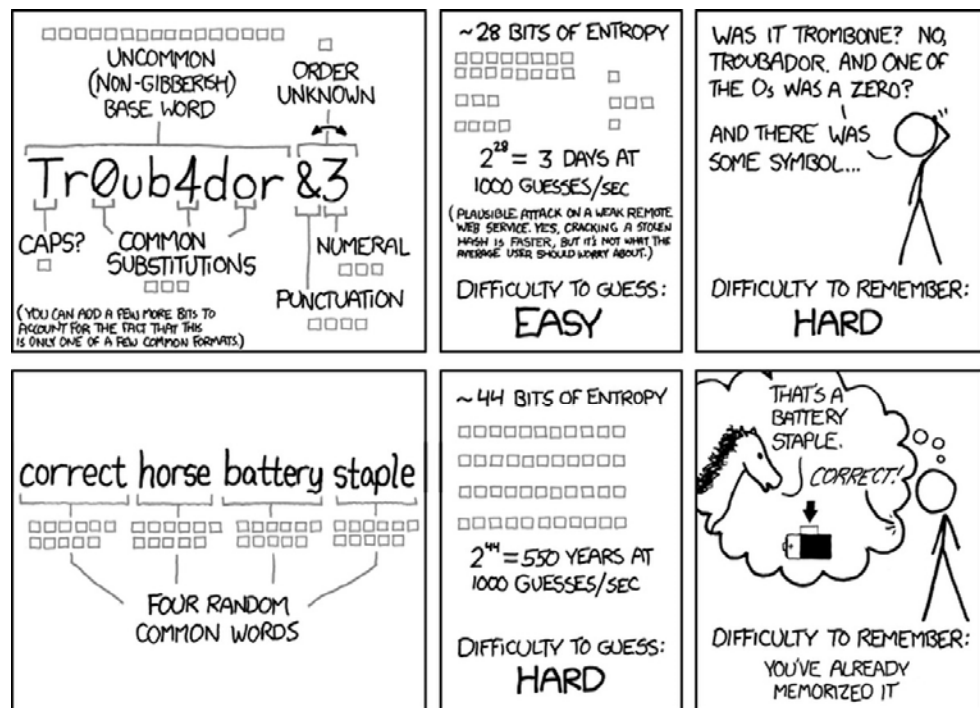 UNCOMMON
(NON-GIBBERISH)
BASE WORD
ORDER
UNKNOWN
Tr0ub4dor &3
CAPS?
COMMON
SUBSTITUTIONS
NUMERAL
PUNCTUATION
(YOU CAN ADD A FEW MORE BITS TO
ACCOUNT FOR THE FACT THAT THIS
IS ONLY ONE OF A FEW COMMON FORMATS.)
~28 BITS OF ENTROPY
2^28 = 3 DAYS AT
1000 GUESSES/SEC
(PLAUSIBLE ATTACK ON A WEAK REMOTE
WEB SERVICE. YES, CRACKING A STOLEN
HASH IS FASTER, BUT IT'S NOT WHAT THE
AVERAGE USER SHOULD WORRY ABOUT.)
DIFFICULTY TO GUESS:
EASY
WAS IT TROMBONE? NO,
TROUBADOR. AND ONE OF
THE Os WAS A ZERO?
AND THERE WAS
SOME SYMBOL...
DIFFICULTY TO REMEMBER:
HARD
correct horse battery staple
FOUR RANDOM
COMMON WORDS
~44 BITS OF ENTROPY
2^44 = 550 YEARS AT
1000 GUESSES/SEC
DIFFICULTY TO GUESS:
HARD
THAT'S A
BATTERY
STAPLE.
CORRECT!
DIFFICULTY TO REMEMBER:
YOU'VE ALREADY
MEMORIZED IT